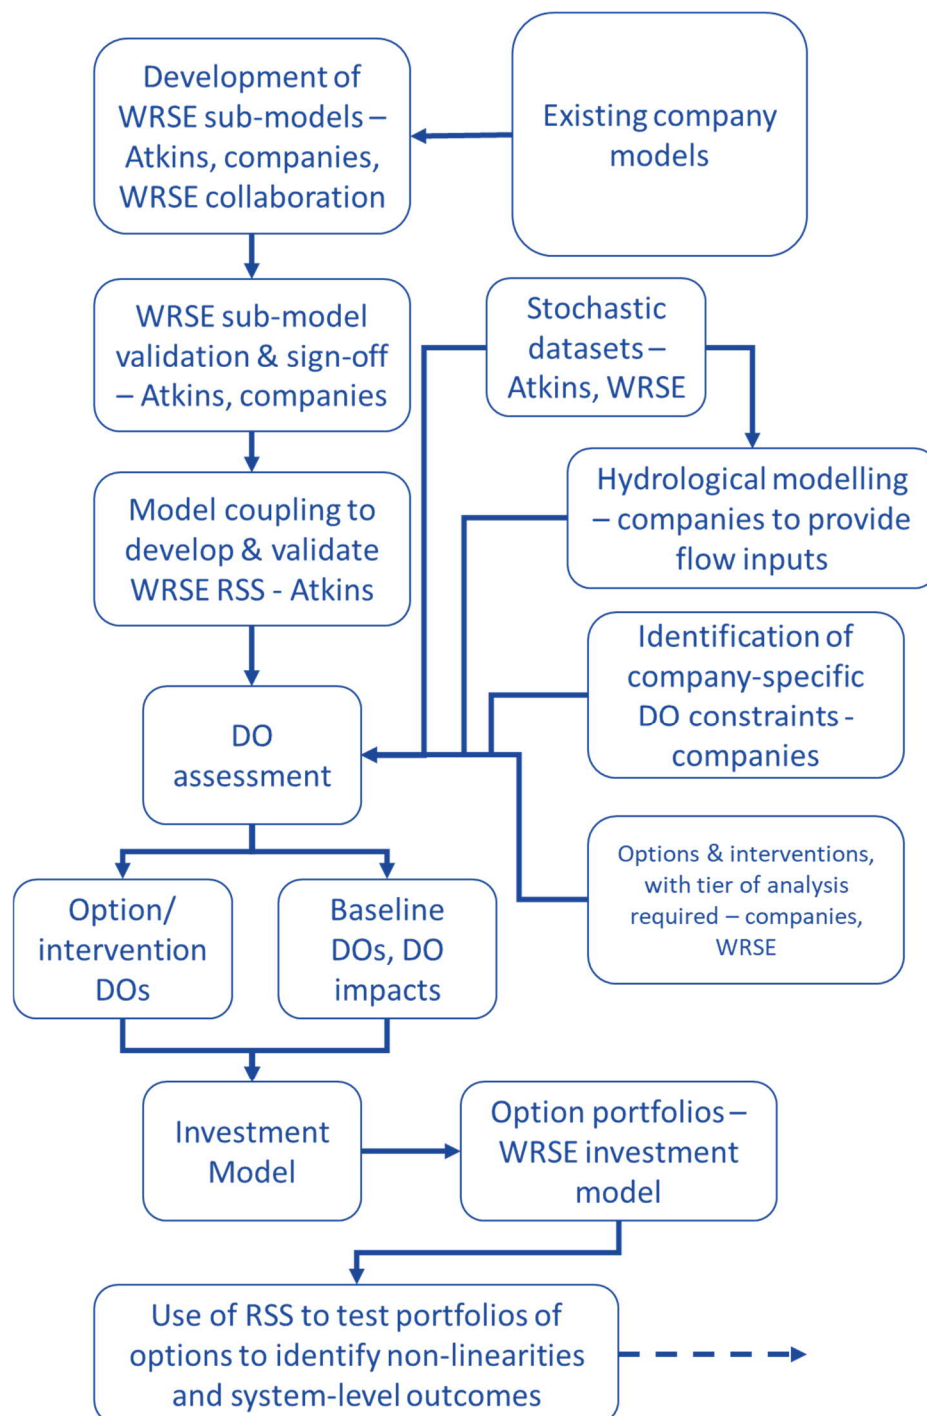 Development of
WRSE sub-models –
Atkins, companies,
WRSE collaboration
Existing company
models
WRSE sub-model
validation & sign-off
– Atkins, companies
Stochastic
datasets –
Atkins, WRSE
Model coupling to
develop & validate
WRSE RSS - Atkins
Hydrological modelling
– companies to provide
flow inputs
Identification of
company-specific
DO constraints -
companies
DO
assessment
Options & interventions,
with tier of analysis
required – companies,
WRSE
Option/
intervention
DOs
Baseline
DOs, DO
impacts
Investment
Model
Option portfolios –
WRSE investment
model
Use of RSS to test portfolios of
options to identify non-linearities
and system-level outcomes